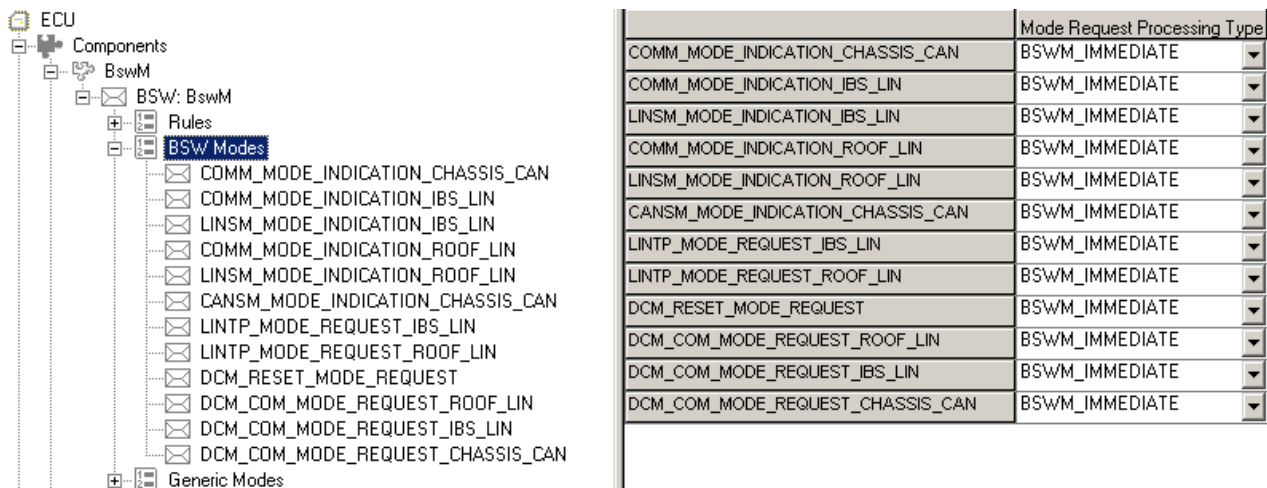 ECU
Components
BswM
BSW: BswM
Rules
BSW Modes
COMM_MODE_INDICATION_CHASSIS_CAN
COMM_MODE_INDICATION_IBS_LIN
LINSM_MODE_INDICATION_IBS_LIN
COMM_MODE_INDICATION_ROOF_LIN
LINSM_MODE_INDICATION_ROOF_LIN
CANSM_MODE_INDICATION_CHASSIS_CAN
LINTP_MODE_REQUEST_IBS_LIN
LINTP_MODE_REQUEST_ROOF_LIN
DCM_RESET_MODE_REQUEST
DCM_COM_MODE_REQUEST_ROOF_LIN
DCM_COM_MODE_REQUEST_IBS_LIN
DCM_COM_MODE_REQUEST_CHASSIS_CAN
Generic Modes
Mode Request Processing Type
COMM_MODE_INDICATION_CHASSIS_CAN BSWM_IMMEDIATE
COMM_MODE_INDICATION_IBS_LIN BSWM_IMMEDIATE
LINSM_MODE_INDICATION_IBS_LIN BSWM_IMMEDIATE
COMM_MODE_INDICATION_ROOF_LIN BSWM_IMMEDIATE
LINSM_MODE_INDICATION_ROOF_LIN BSWM_IMMEDIATE
CANSM_MODE_INDICATION_CHASSIS_CAN BSWM_IMMEDIATE
LINTP_MODE_REQUEST_IBS_LIN BSWM_IMMEDIATE
LINTP_MODE_REQUEST_ROOF_LIN BSWM_IMMEDIATE
DCM_RESET_MODE_REQUEST BSWM_IMMEDIATE
DCM_COM_MODE_REQUEST_ROOF_LIN BSWM_IMMEDIATE
DCM_COM_MODE_REQUEST_IBS_LIN BSWM_IMMEDIATE
DCM_COM_MODE_REQUEST_CHASSIS_CAN BSWM_IMMEDIATE